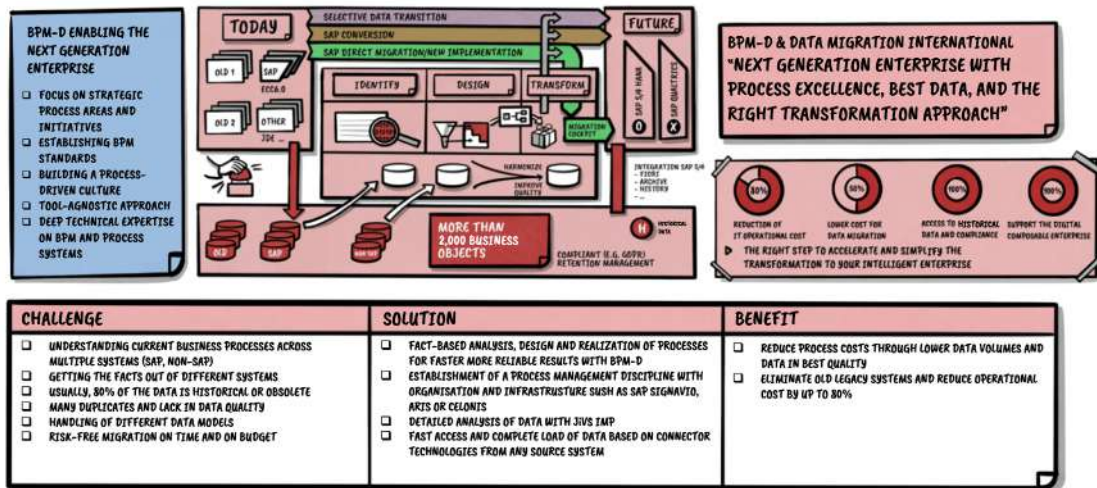 BPM-D ENABLING THE
NEXT GENERATION
ENTERPRISE
❑ FOCUS ON STRATEGIC
PROCESS AREAS AND
INITIATIVES
❑ ESTABLISHING BPM
STANDARDS
❑ BUILDING A PROCESS-
DRIVEN CULTURE
❑ TOOL-AGNOSTIC APPROACH
❑ DEEP TECHNICAL EXPERTISE
ON BPM AND PROCESS
SYSTEMS
TODAY
OLD 1
SAP
ECC6.0
OLD 2
OTHER
JDE ...
SELECTIVE DATA TRANSITION
SAP CONVERSION
SAP DIRECT MIGRATION/NEW IMPLEMENTATION
IDENTIFY
DESIGN
TRANSFORM
HARMONIZE
IMPROVE
QUALITY
MIGRATION
COCKPIT
FUTURE
O SAP S/4 HANA
X SAP QUALTRICS
INTEGRATION SAP S/4
- FIORI
- ARCHIVE
- HISTORY
- ...
OLD
SAP
NON-SAP
MORE THAN
2,000 BUSINESS
OBJECTS
H
HISTORICAL
DATA
COMPLIANT (E.G. GDPR)
RETENTION MANAGEMENT
BPM-D & DATA MIGRATION INTERNATIONAL
"NEXT GENERATION ENTERPRISE WITH
PROCESS EXCELLENCE, BEST DATA, AND THE
RIGHT TRANSFORMATION APPROACH"
80%
REDUCTION OF
IT OPERATIONAL COST
50%
LOWER COST FOR
DATA MIGRATION
100%
ACCESS TO HISTORICAL
DATA AND COMPLIANCE
100%
SUPPORT THE DIGITAL
COMPOSABLE ENTERPRISE
THE RIGHT STEP TO ACCELERATE AND SIMPLIFY THE
TRANSFORMATION TO YOUR INTELLIGENT ENTERPRISE
CHALLENGE
❑ UNDERSTANDING CURRENT BUSINESS PROCESSES ACROSS
MULTIPLE SYSTEMS (SAP, NON-SAP)
❑ GETTING THE FACTS OUT OF DIFFERENT SYSTEMS
❑ USUALLY, 80% OF THE DATA IS HISTORICAL OR OBSOLETE
❑ MANY DUPLICATES AND LACK IN DATA QUALITY
❑ HANDLING OF DIFFERENT DATA MODELS
❑ RISK-FREE MIGRATION ON TIME AND ON BUDGET
SOLUTION
❑ FACT-BASED ANALYSIS, DESIGN AND REALIZATION OF PROCESSES
FOR FASTER MORE RELIABLE RESULTS WITH BPM-D
❑ ESTABLISHMENT OF A PROCESS MANAGEMENT DISCIPLINE WITH
ORGANISATION AND INFRASTRUSTURE SUSH AS SAP SIGNAVIO,
ARIS OR CELONIS
❑ DETAILED ANALYSIS OF DATA WITH JiVS IMP
❑ FAST ACCESS AND COMPLETE LOAD OF DATA BASED ON CONNECTOR
TECHNOLOGIES FROM ANY SOURCE SYSTEM
BENEFIT
❑ REDUCE PROCESS COSTS THROUGH LOWER DATA VOLUMES AND
DATA IN BEST QUALITY
❑ ELIMINATE OLD LEGACY SYSTEMS AND REDUCE OPERATIONAL
COST BY UP TO 80%